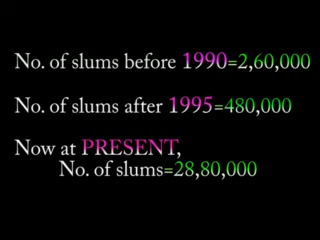 No. of slums before 1990=2,60,000
No. of slums after 1995=480,000
Now at PRESENT,
No. of slums=28,80,000